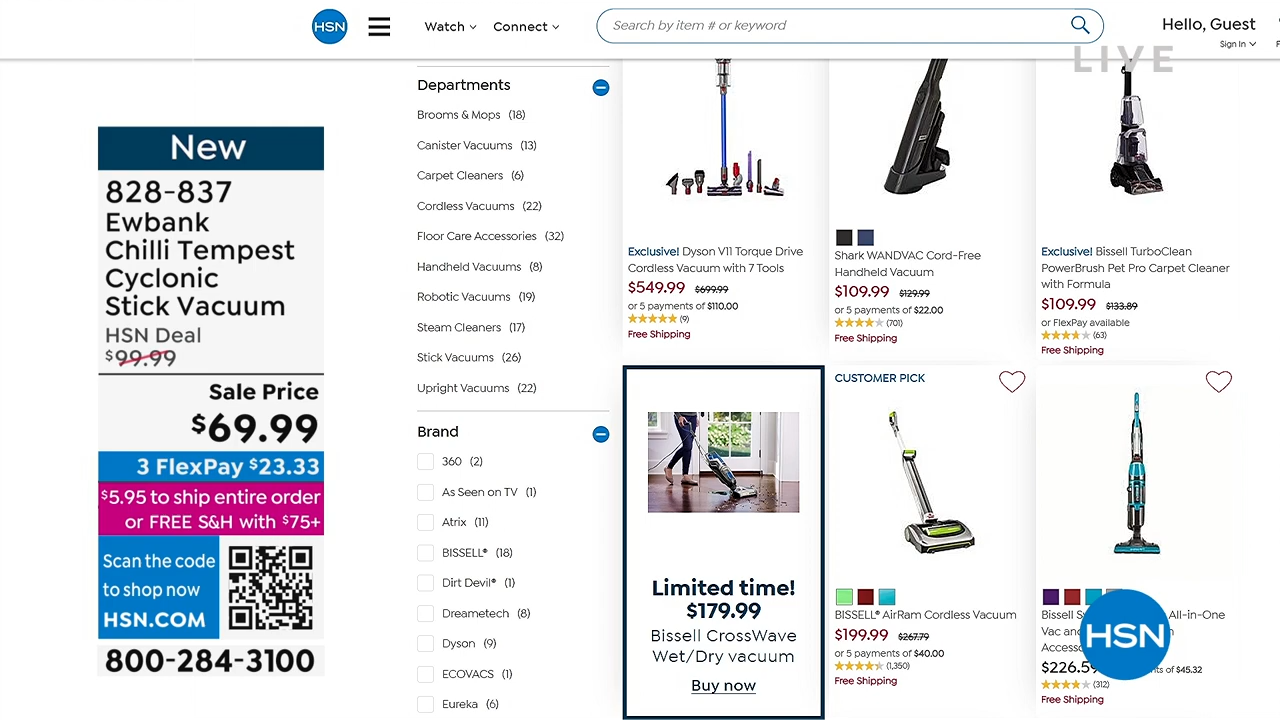 HSN
Watch
Connect
Search by item # or keyword
Hello, Guest
Sign In
LIVE
New
828-837
Ewbank
Chilli Tempest
Cyclonic
Stick Vacuum
HSN Deal
$99.99
Sale Price
$69.99
3 FlexPay $23.33
$5.95 to ship entire order
or FREE S&H with $75+
Scan the code
to shop now
HSN.COM
800-284-3100
Departments
Brooms & Mops (18)
Canister Vacuums (13)
Carpet Cleaners (6)
Cordless Vacuums (22)
Floor Care Accessories (32)
Handheld Vacuums (8)
Robotic Vacuums (19)
Steam Cleaners (17)
Stick Vacuums (26)
Upright Vacuums (22)
Brand
360 (2)
As Seen on TV (1)
Atrix (11)
BISSELL® (18)
Dirt Devil® (1)
Dreametech (8)
Dyson (9)
ECOVACS (1)
Eureka (6)
Exclusive! Dyson V11 Torque Drive
Cordless Vacuum with 7 Tools
$549.99 $699.99
or 5 payments of $110.00
(9)
Free Shipping
Shark WANDVAC Cord-Free
Handheld Vacuum
$109.99 $129.99
or 5 payments of $22.00
(701)
Free Shipping
Exclusive! Bissell TurboClean
PowerBrush Pet Pro Carpet Cleaner
with Formula
$109.99 $133.89
or FlexPay available
(63)
Free Shipping
Limited time!
$179.99
Bissell CrossWave
Wet/Dry vacuum
Buy now
CUSTOMER PICK
BISSELL® AirRam Cordless Vacuum
$199.99 $267.79
or 5 payments of $40.00
(1,350)
Free Shipping
Bissell All-in-One
Vac and
$226.59 of $45.32
(312)
Free Shipping
HSN